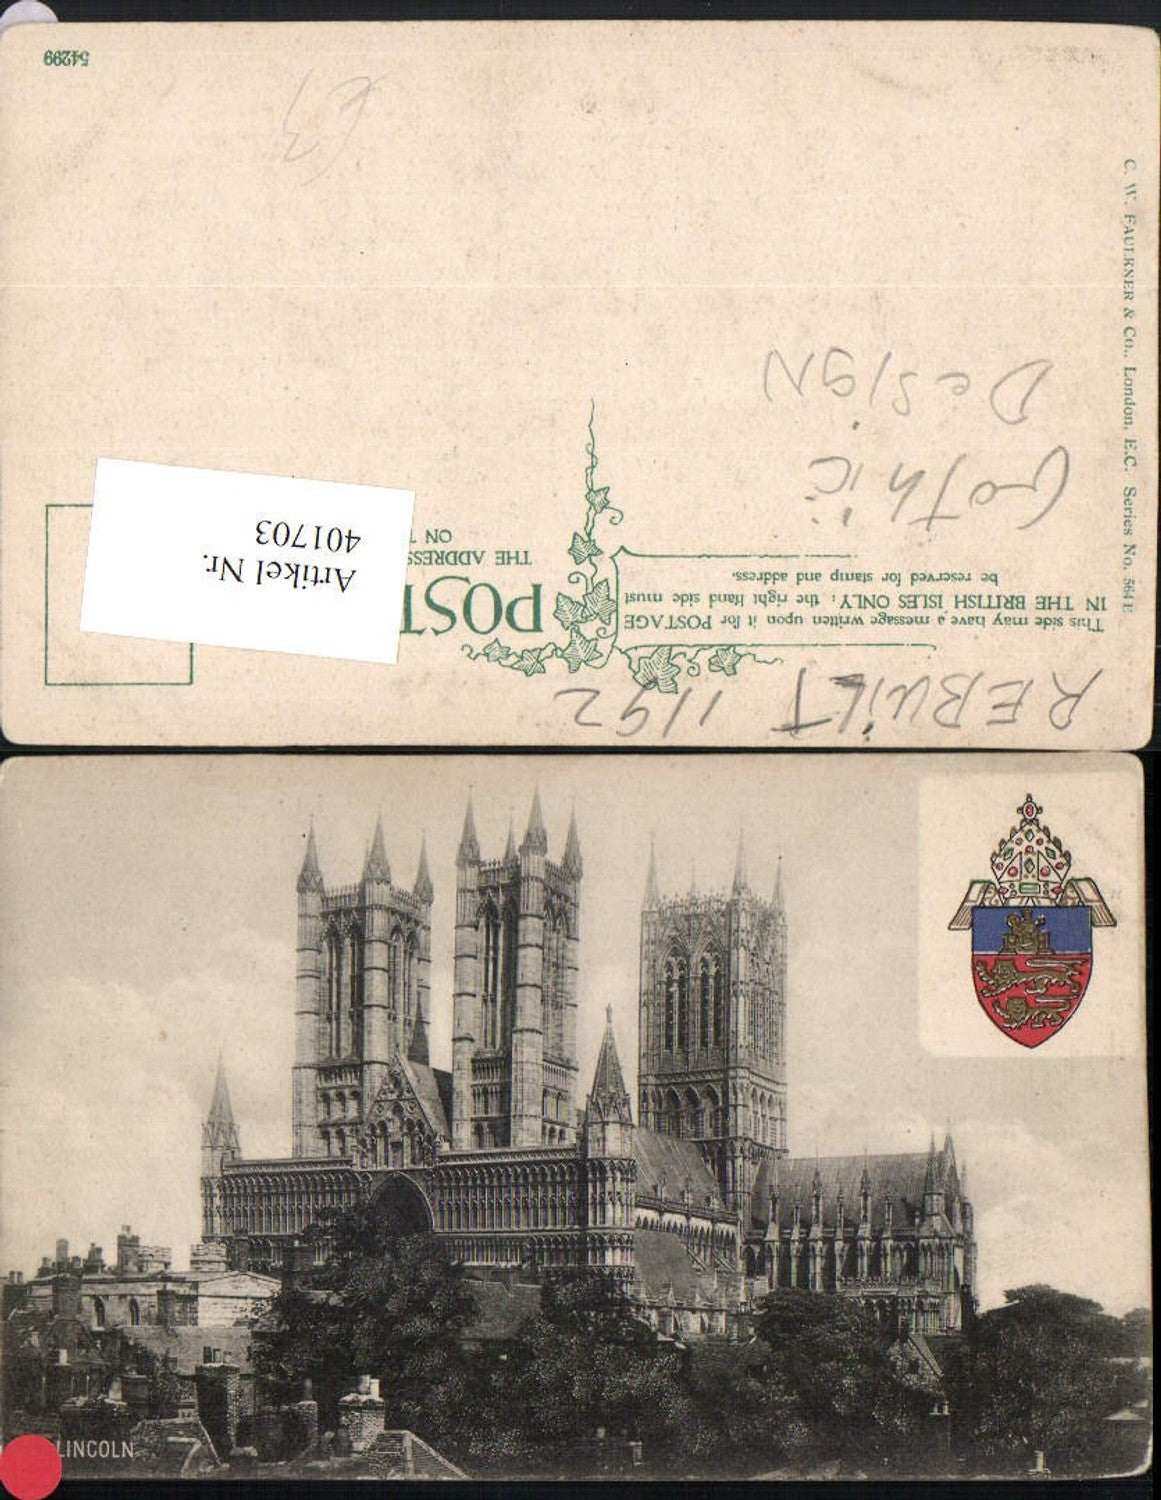 REBUILT 1192
This side may have a message written upon it for POSTAGE
IN THE BRITISH ISLES ONLY; the right Hand side must
be reserved for stamp and address.
Gothic
Design
POST
THE ADDRESS
ON
Artikel Nr.
401703
C. W. FAULKNER & CO., London, E.C. Series No. 564 E
54299
LINCOLN